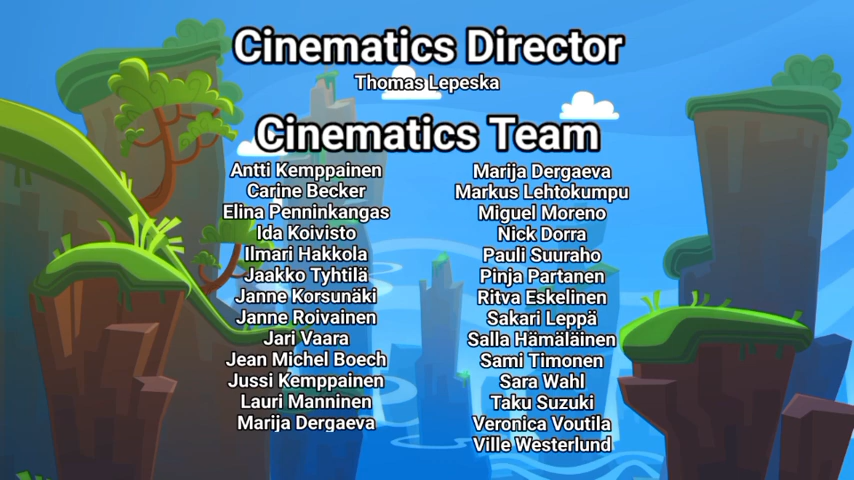 Cinematics Director
Thomas Lepeska
Cinematics Team
Antti Kemppainen
Carine Becker
Elina Penninkangas
Ida Koivisto
Ilmari Hakkola
Jaakko Tyhtilä
Janne Korsunäki
Janne Roivainen
Jari Vaara
Jean Michel Boech
Jussi Kemppainen
Lauri Manninen
Marija Dergaeva
Marija Dergaeva
Markus Lehtokumpu
Miguel Moreno
Nick Dorra
Pauli Suuraho
Pinja Partanen
Ritva Eskelinen
Sakari Leppä
Salla Hämäläinen
Sami Timonen
Sara Wahl
Taku Suzuki
Veronica Voutila
Ville Westerlund